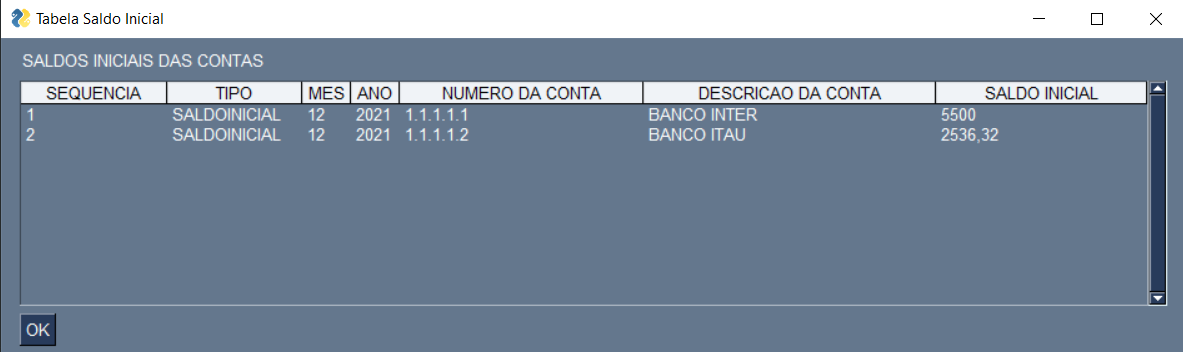 Tabela Saldo Inicial
SALDOS INICIAIS DAS CONTAS
SEQUENCIA TIPO MES ANO NUMERO DA CONTA DESCRICAO DA CONTA SALDO INICIAL
1 SALDOINICIAL 12 2021 1.1.1.1.1 BANCO INTER 5500
2 SALDOINICIAL 12 2021 1.1.1.1.2 BANCO ITAU 2536,32
OK